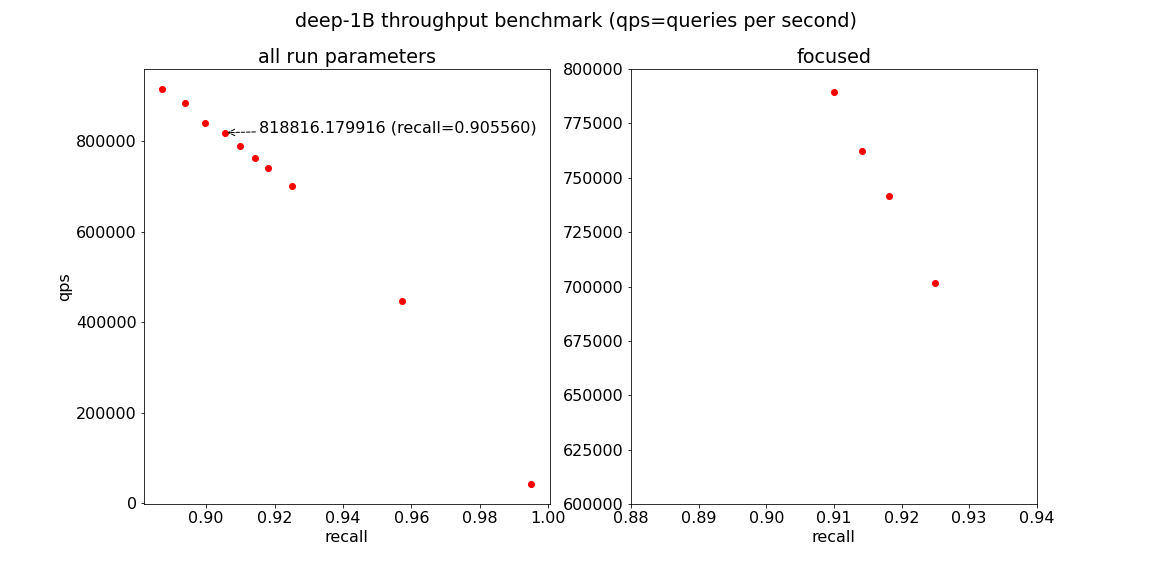 deep-1B throughput benchmark (qps=queries per second)
all run parameters
800000
600000
400000
200000
0
qps
818816.179916 (recall=0.905560)
0.90 0.92 0.94 0.96 0.98 1.00
recall
focused
800000
775000
750000
725000
700000
675000
650000
625000
600000
0.88 0.89 0.90 0.91 0.92 0.93 0.94
recall